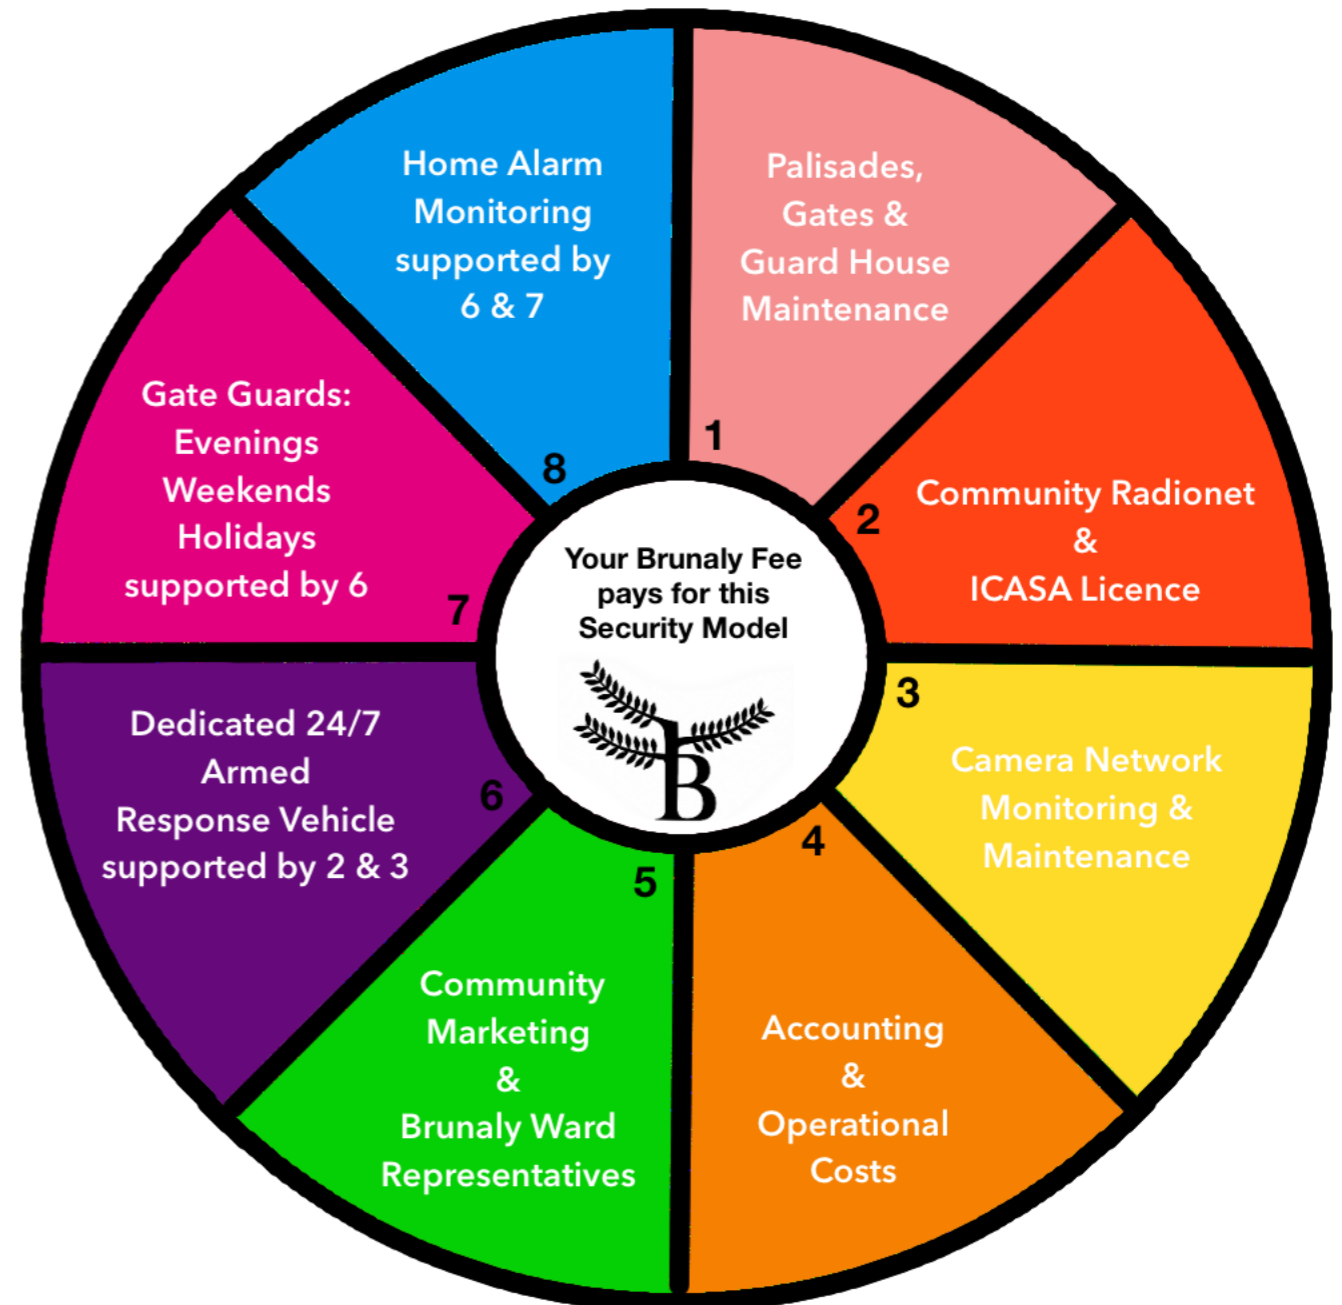 Your Brunaly Fee
pays for this
Security Model
B
1
Palisades,
Gates &
Guard House
Maintenance
2
Community Radionet
&
ICASA Licence
3
Camera Network
Monitoring &
Maintenance
4
Accounting
&
Operational
Costs
5
Community
Marketing
&
Brunaly Ward
Representatives
6
Dedicated 24/7
Armed
Response Vehicle
supported by 2 & 3
7
Gate Guards:
Evenings
Weekends
Holidays
supported by 6
8
Home Alarm
Monitoring
supported by
6 & 7